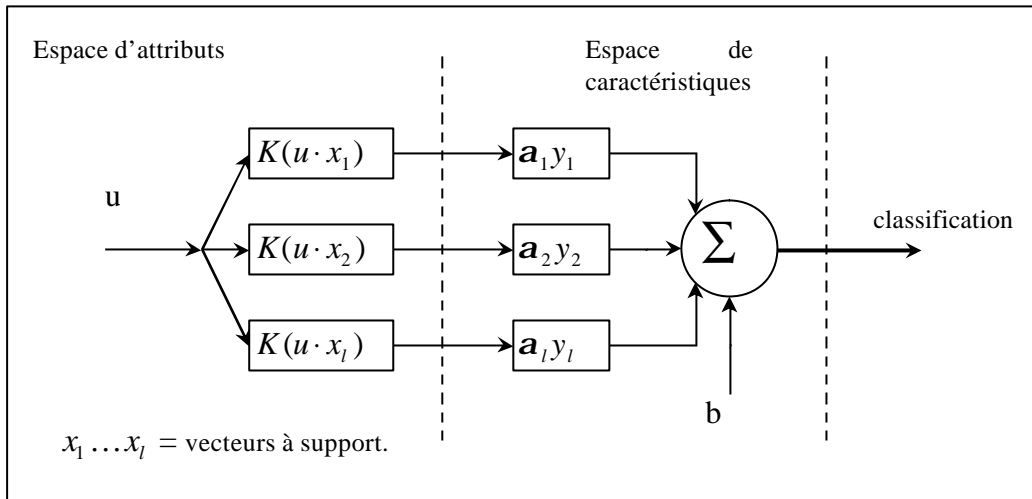 Espace d’attributs
Espace de
caractéristiques
u
K(u · x₁)
a₁y₁
K(u · x₂)
a₂y₂
K(u · xₗ)
aₗyₗ
Σ
classification
b
x₁ … xₗ = vecteurs à support.